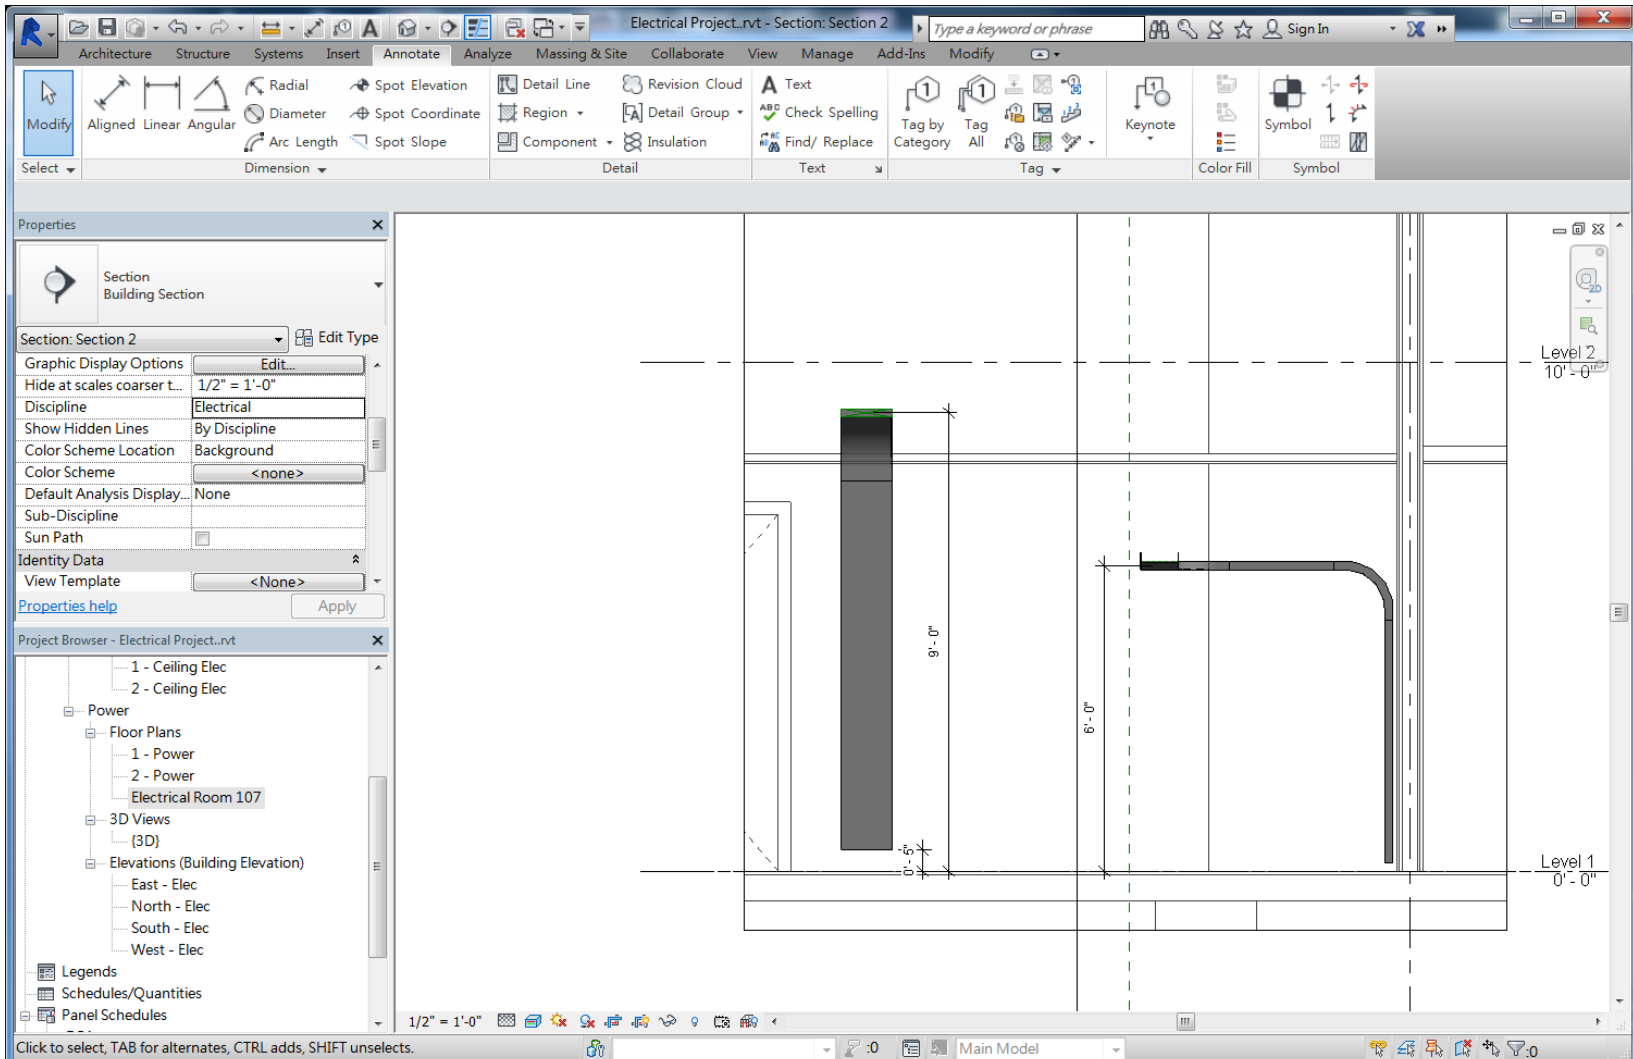 Electrical Project..rvt - Section: Section 2
Type a keyword or phrase
Sign In
Architecture Structure Systems Insert Annotate Analyze Massing & Site Collaborate View Manage Add-Ins Modify
Modify
Aligned Linear Angular
Radial
Diameter
Arc Length
Spot Elevation
Spot Coordinate
Spot Slope
Detail Line
Region
Component
Revision Cloud
Detail Group
Insulation
Text
Check Spelling
Find/ Replace
Tag by Category
Tag All
Keynote
Symbol
Select
Dimension
Detail
Text
Tag
Color Fill
Symbol
Properties
Section
Building Section
Section: Section 2
Edit Type
Graphic Display Options Edit...
Hide at scales coarser t... 1/2" = 1'-0"
Discipline Electrical
Show Hidden Lines By Discipline
Color Scheme Location Background
Color Scheme <none>
Default Analysis Display... None
Sub-Discipline
Sun Path
Identity Data
View Template <None>
Properties help
Apply
Project Browser - Electrical Project..rvt
1 - Ceiling Elec
2 - Ceiling Elec
Power
Floor Plans
1 - Power
2 - Power
Electrical Room 107
3D Views
{3D}
Elevations (Building Elevation)
East - Elec
North - Elec
South - Elec
West - Elec
Legends
Schedules/Quantities
Panel Schedules
2D
Level 2
10' - 0"
9' - 0"
6' - 0"
0' - 5"
Level 1
0' - 0"
1/2" = 1'-0"
Click to select, TAB for alternates, CTRL adds, SHIFT unselects.
:0
Main Model
:0